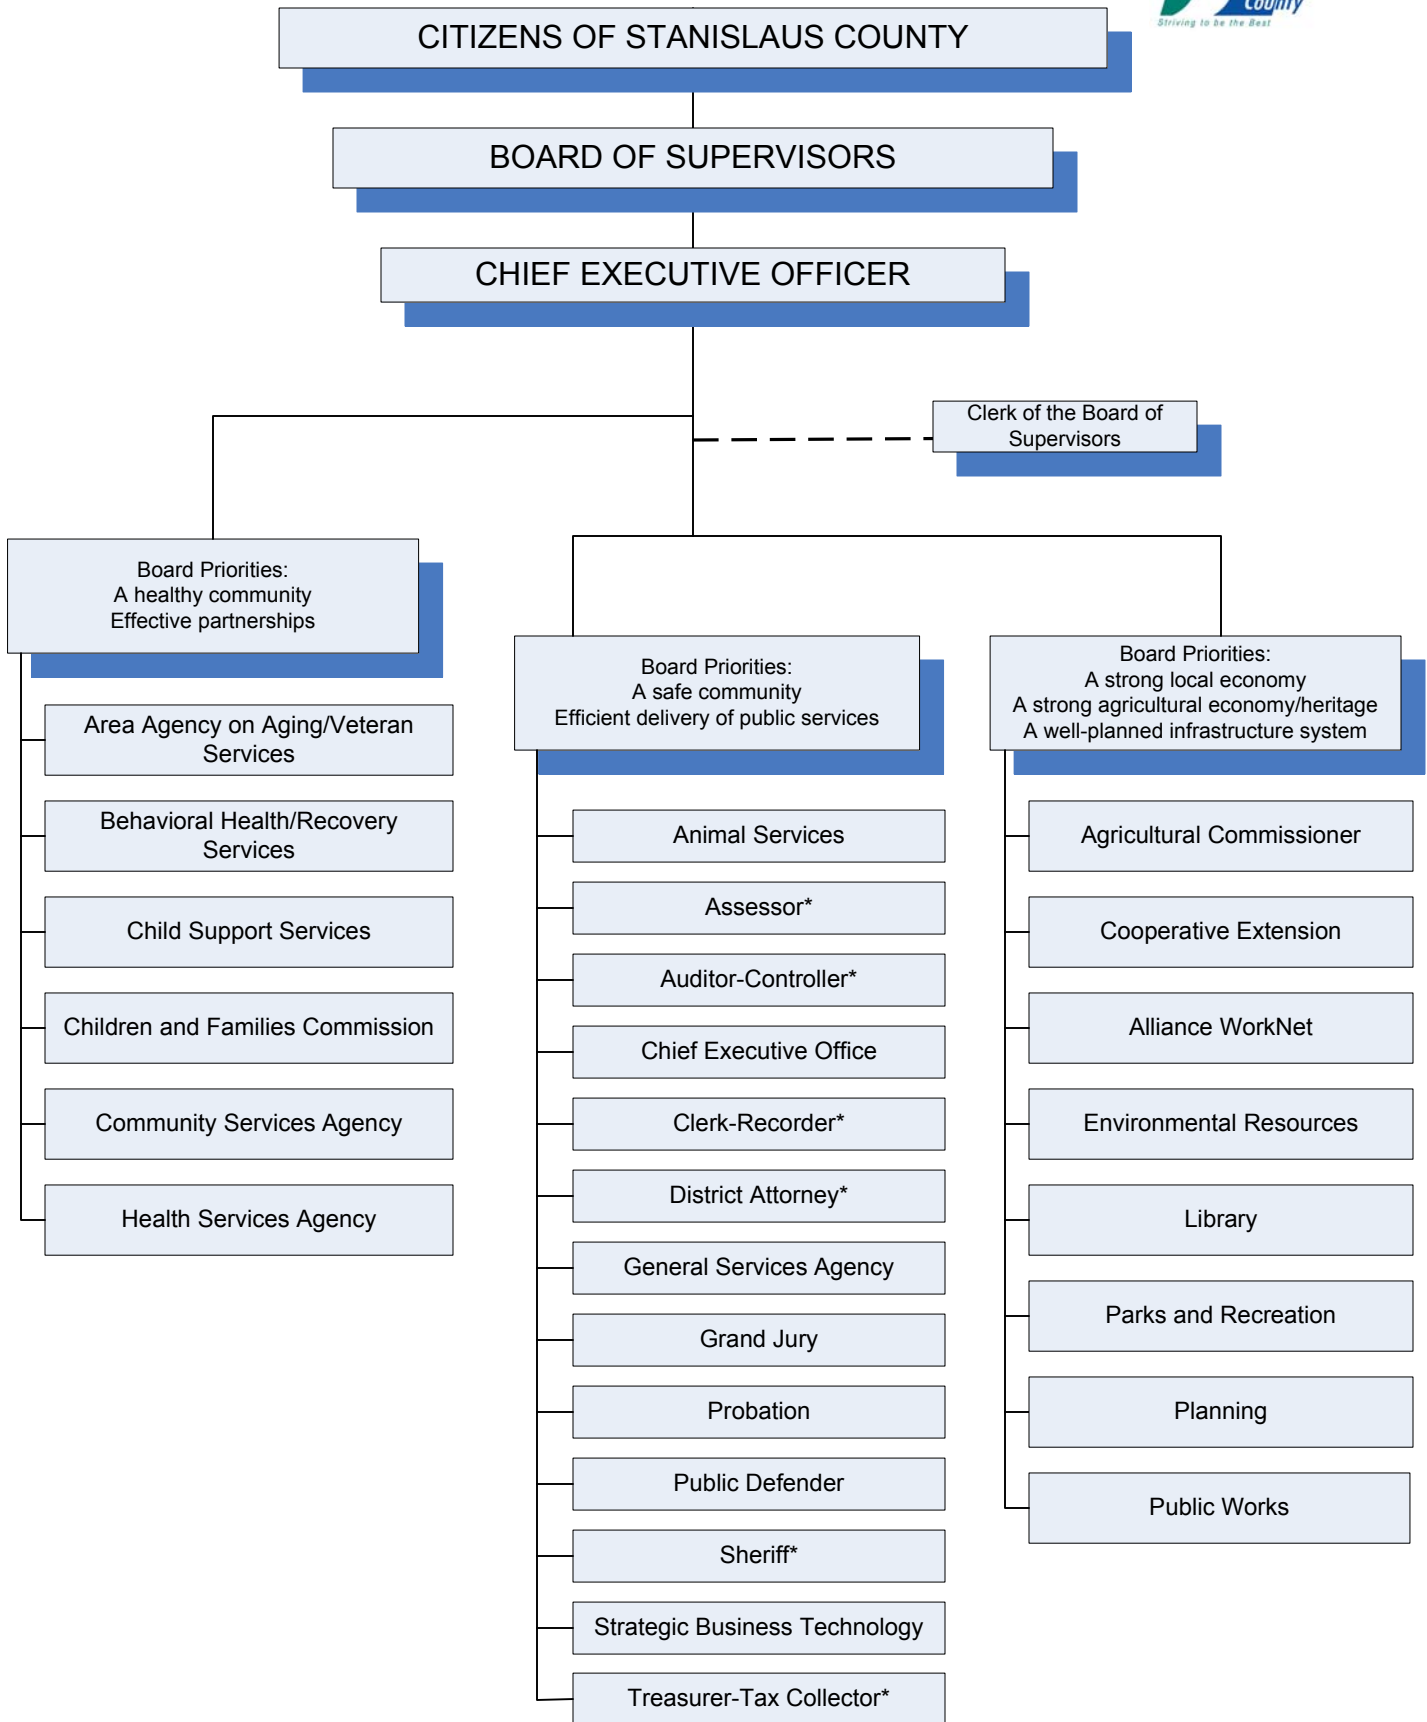 County
Striving to be the Best
CITIZENS OF STANISLAUS COUNTY
BOARD OF SUPERVISORS
CHIEF EXECUTIVE OFFICER
Clerk of the Board of
Supervisors
Board Priorities:
A healthy community
Effective partnerships
Area Agency on Aging/Veteran
Services
Behavioral Health/Recovery
Services
Child Support Services
Children and Families Commission
Community Services Agency
Health Services Agency
Board Priorities:
A safe community
Efficient delivery of public services
Animal Services
Assessor*
Auditor-Controller*
Chief Executive Office
Clerk-Recorder*
District Attorney*
General Services Agency
Grand Jury
Probation
Public Defender
Sheriff*
Strategic Business Technology
Treasurer-Tax Collector*
Board Priorities:
A strong local economy
A strong agricultural economy/heritage
A well-planned infrastructure system
Agricultural Commissioner
Cooperative Extension
Alliance WorkNet
Environmental Resources
Library
Parks and Recreation
Planning
Public Works